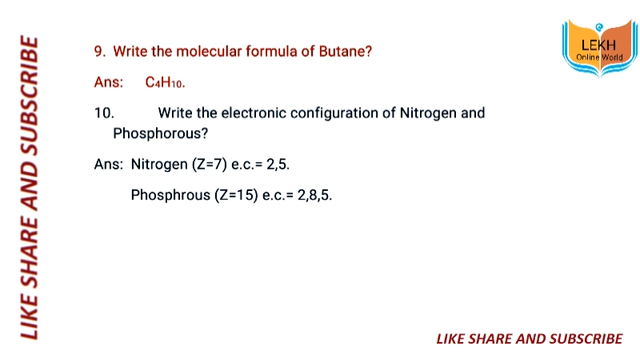 LIKE SHARE AND SUBSCRIBE
LEKH
Online World
9. Write the molecular formula of Butane?
Ans: C4H10.
10. Write the electronic configuration of Nitrogen and
Phosphorous?
Ans: Nitrogen (Z=7) e.c.= 2,5.
Phosphrous (Z=15) e.c.= 2,8,5.
LIKE SHARE AND SUBSCRIBE